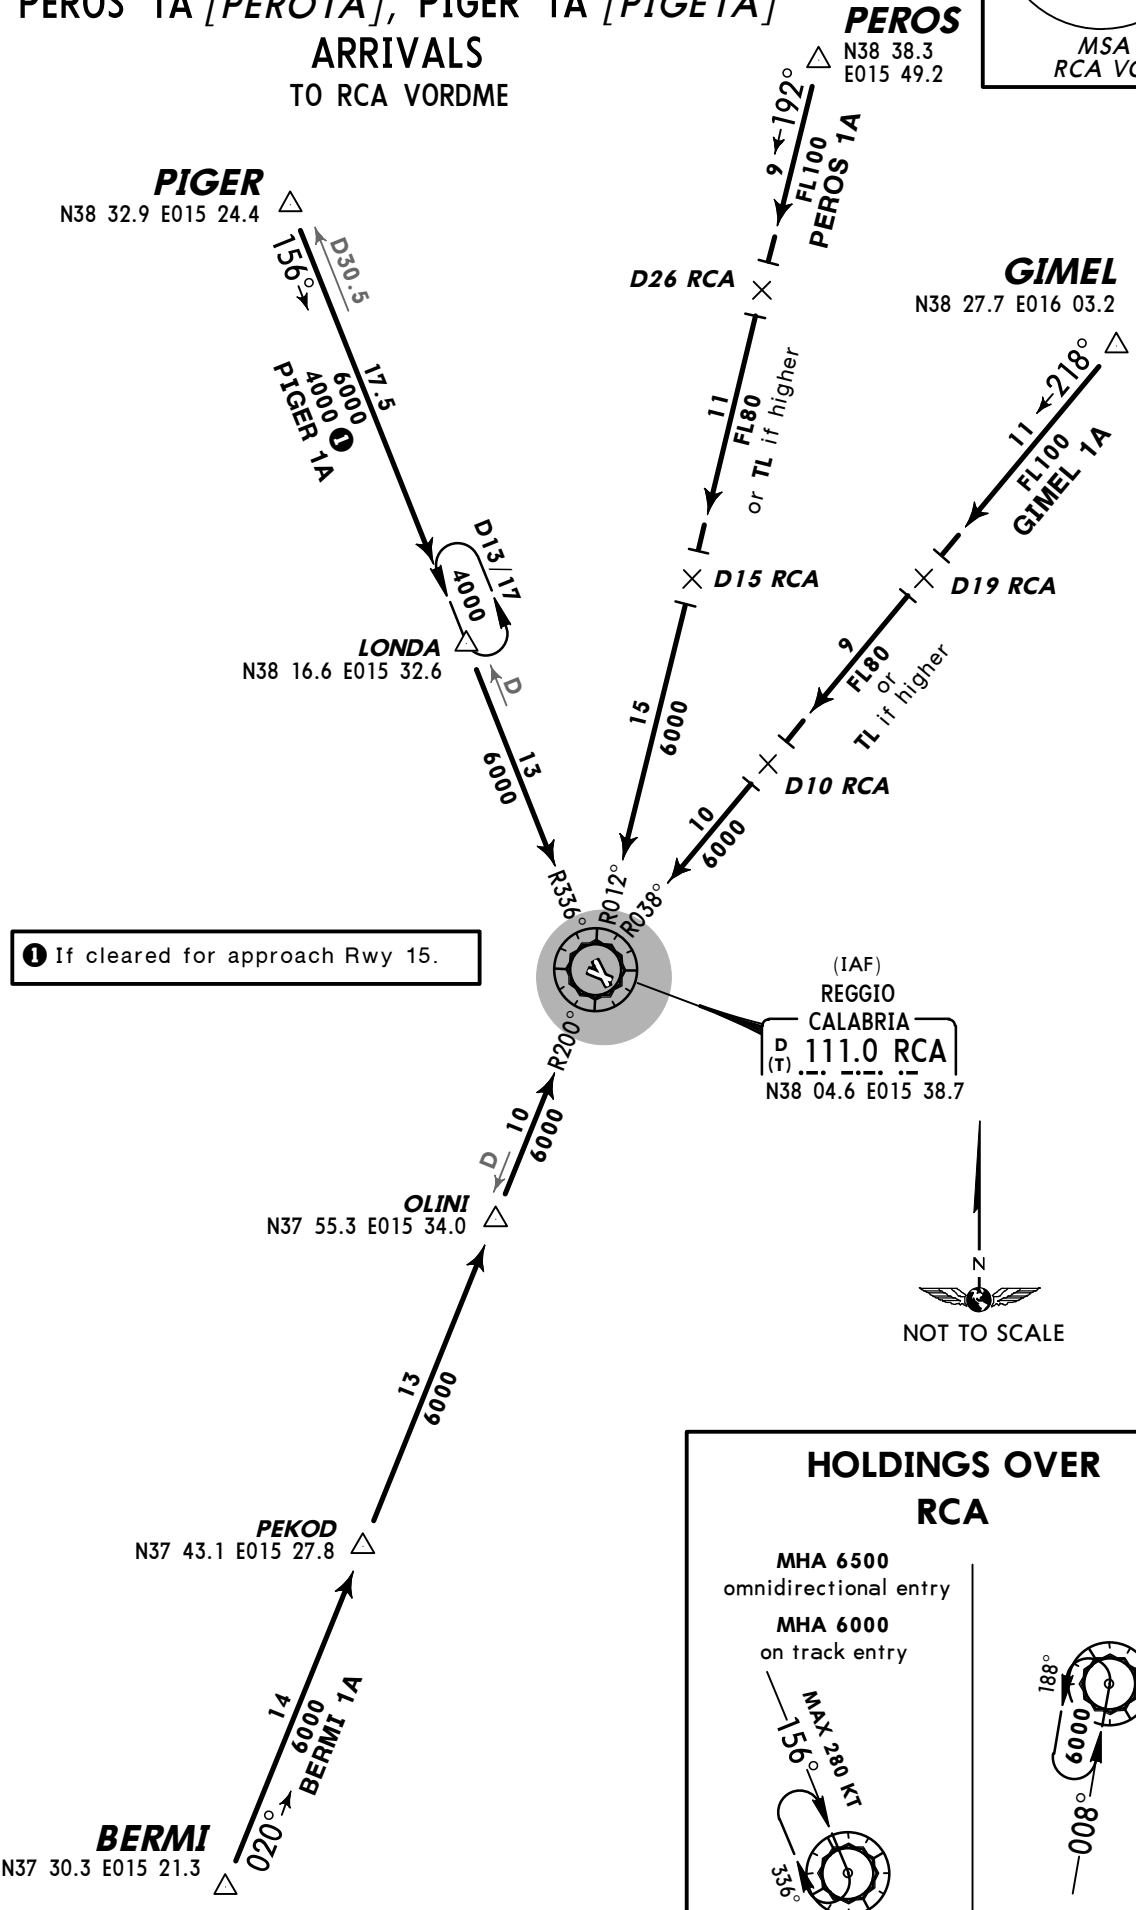 PEROS 1A [PERO1A], PIGER 1A [PIGE1A]
ARRIVALS
TO RCA VORDME
MSA
PEROS
N38 38.3
E015 49.2
192°
9
FL100
PEROS 1A
PIGER
N38 32.9 E015 24.4
156°
D30.5
17.5
6000
4000 1
PIGER 1A
D26 RCA
11
FL80
or TL if higher
GIMEL
N38 27.7 E016 03.2
218°
11
FL100
GIMEL 1A
D13/17
4000
LONDA
N38 16.6 E015 32.6
D
13
6000
D15 RCA
15
6000
D19 RCA
9
FL80
or
TL if higher
D10 RCA
10
6000
R336°
R012°
R038°
1 If cleared for approach Rwy 15.
(IAF)
REGGIO
CALABRIA
D
(T) 111.0 RCA
N38 04.6 E015 38.7
R200°
10
6000
D
OLINI
N37 55.3 E015 34.0
N
NOT TO SCALE
13
6000
PEKOD
N37 43.1 E015 27.8
14
6000
BERMI 1A
020°
BERMI
N37 30.3 E015 21.3
HOLDINGS OVER
RCA
MHA 6500
omnidirectional entry
MHA 6000
on track entry
MAX 280 KT
156°
336°
188°
6000
008°